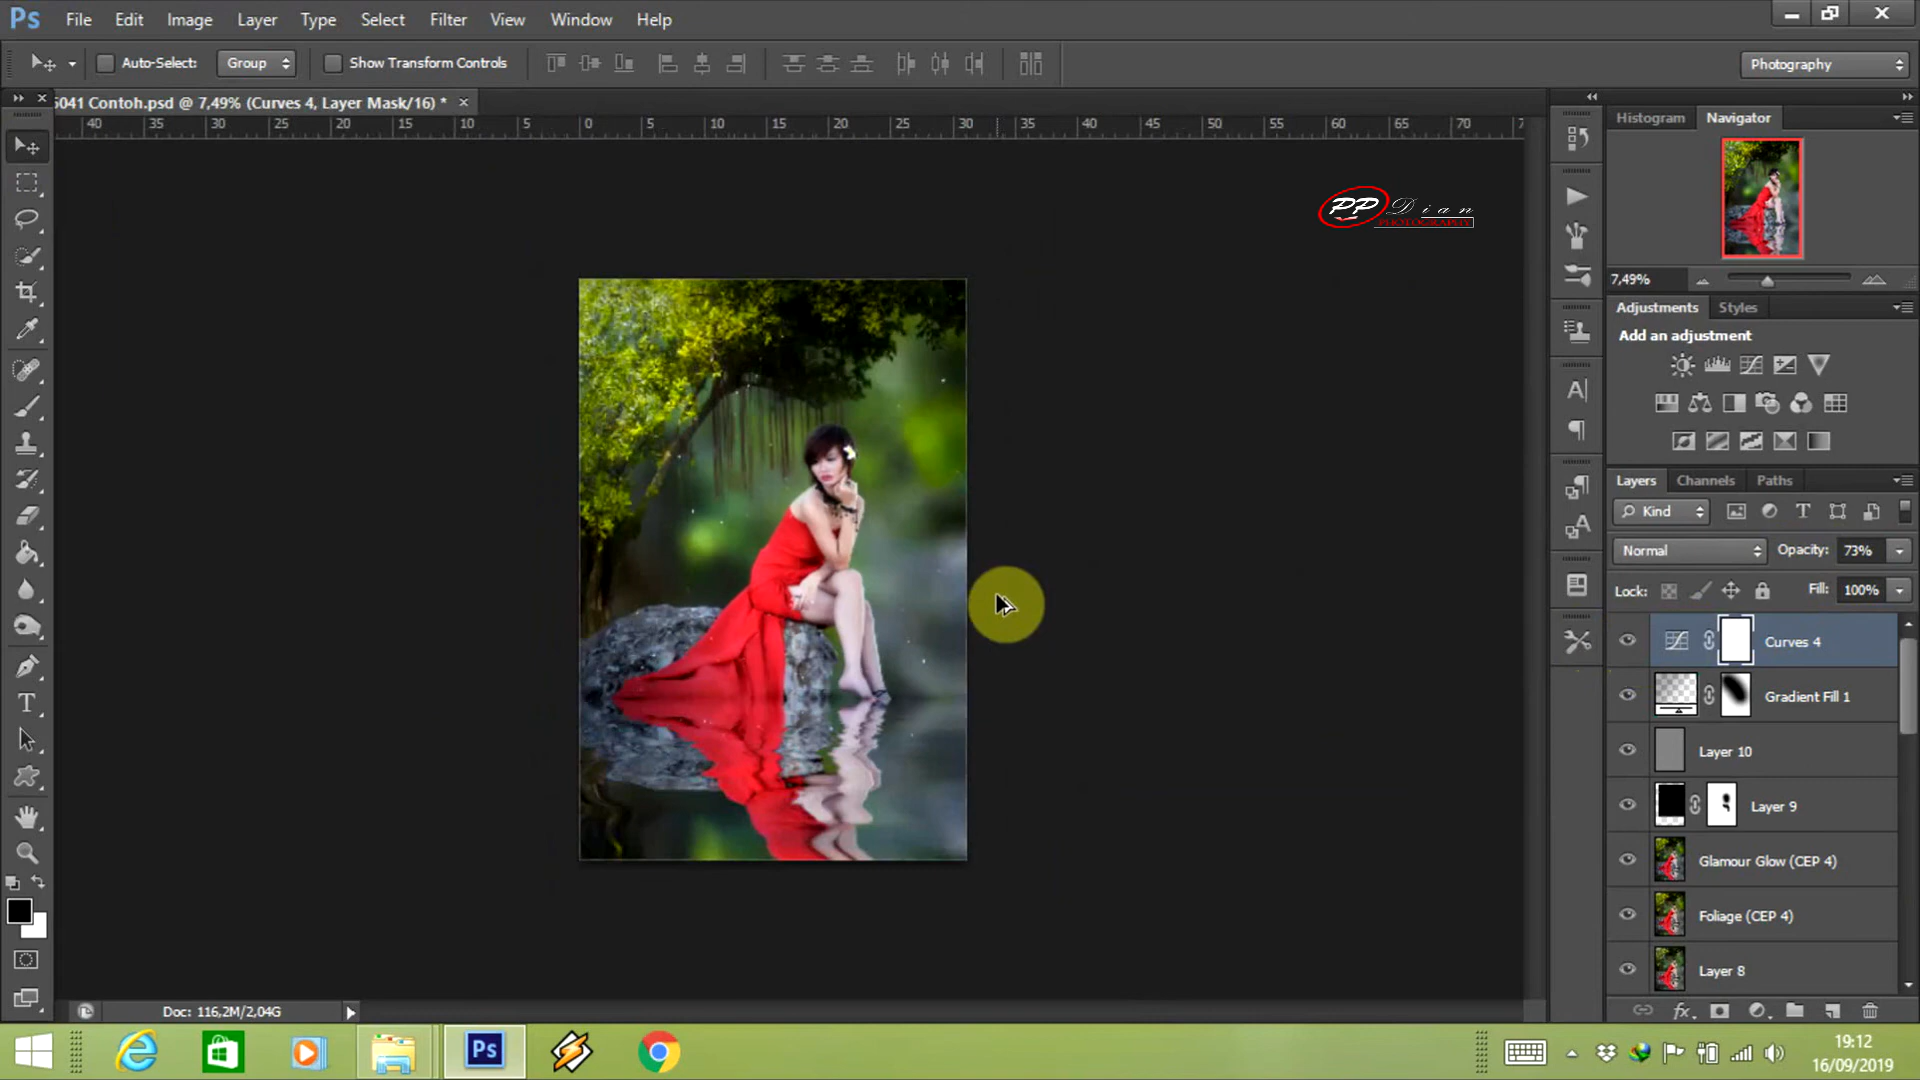 Ps File Edit Image Layer Type Select Filter View Window Help
Auto-Select: Group Show Transform Controls Photography
5041 Contoh.psd @ 7,49% (Curves 4, Layer Mask/16) *
40 35 30 25 20 15 10 5 0 5 10 15 20 25 30 35 40 45 50 55 60 65 70
Histogram Navigator
PP Dian
PHOTOGRAPHY
7,49%
Adjustments Styles
Add an adjustment
Layers Channels Paths
Kind
Normal Opacity: 73%
Lock: Fill: 100%
Curves 4
Gradient Fill 1
Layer 10
Layer 9
Glamour Glow (CEP 4)
Foliage (CEP 4)
Layer 8
Doc: 116,2M/2,04G
Ps
19:12
16/09/2019